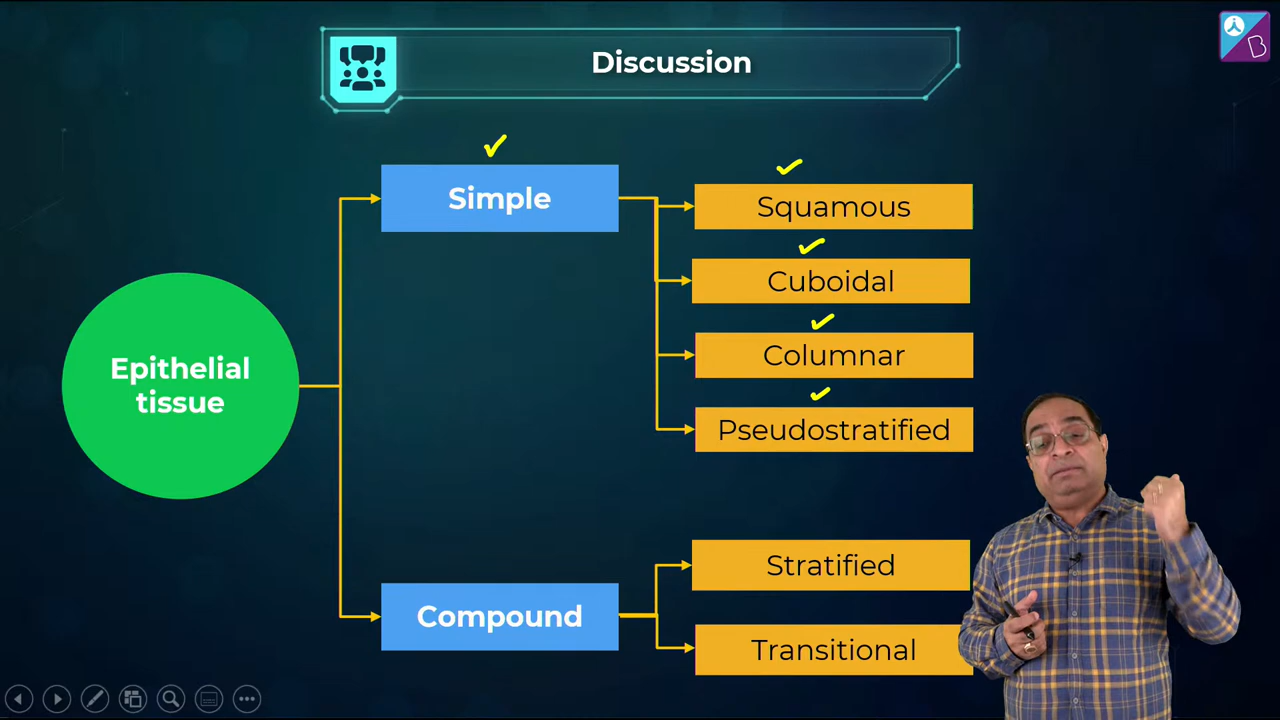 Discussion
Simple
Squamous
Cuboidal
Columnar
Pseudostratified
Epithelial
tissue
Compound
Stratified
Transitional
B